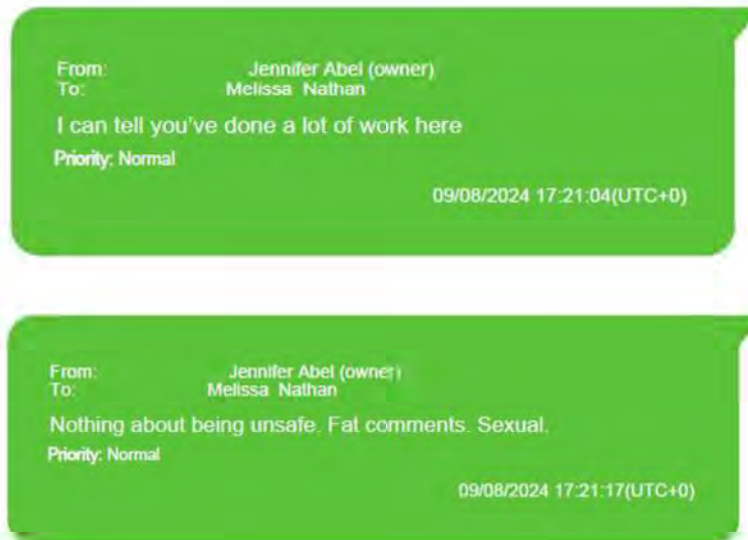 From: Jennifer Abel (owner)
To: Melissa Nathan
I can tell you've done a lot of work here
Priority: Normal
09/08/2024 17:21:04(UTC+0)
From: Jennifer Abel (owner)
To: Melissa Nathan
Nothing about being unsafe. Fat comments. Sexual.
Priority: Normal
09/08/2024 17:21:17(UTC+0)